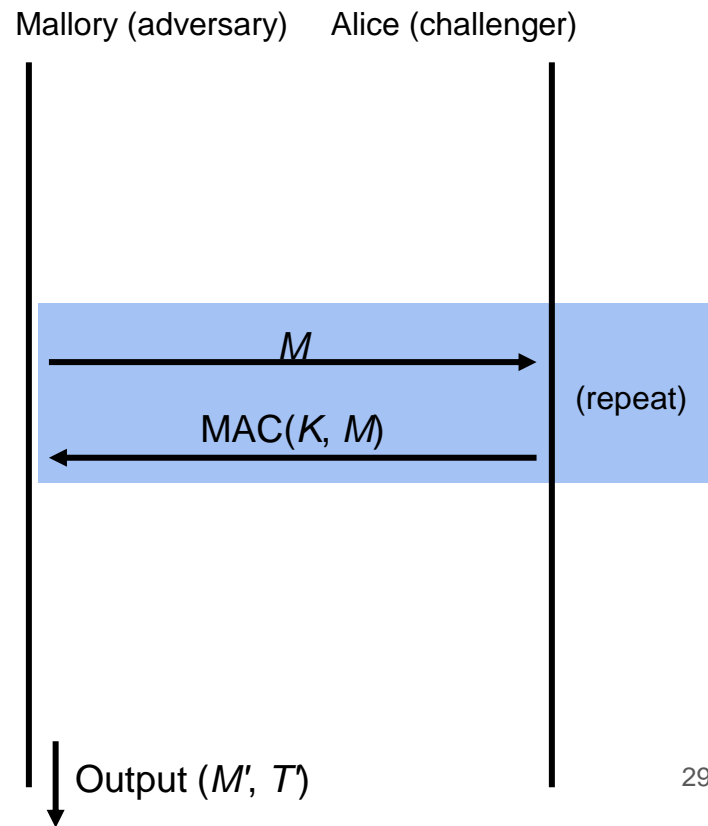 Mallory (adversary) Alice (challenger)
M
(repeat)
MAC(K, M)
Output (M', T')
29